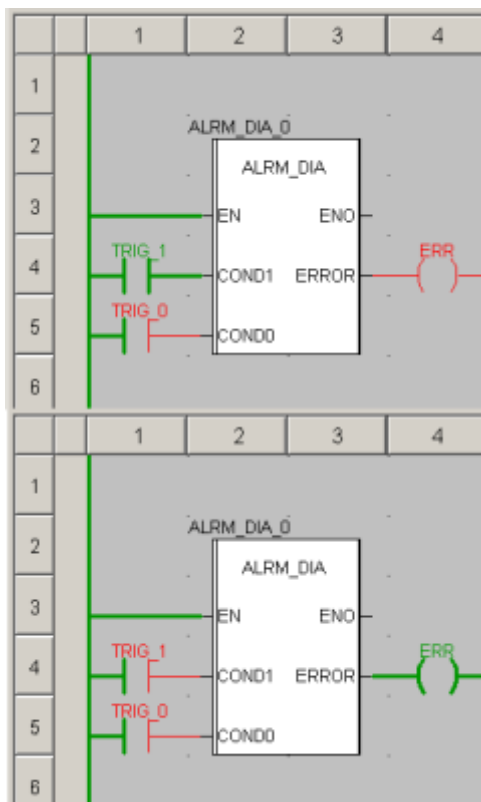 1 2 3 4
1
ALRM_DIA_0
2
ALRM_DIA
3
EN ENO
TRIG_1 ERR
4
COND1 ERROR
TRIG_0
5
COND0
6
1 2 3 4
1
ALRM_DIA_0
2
ALRM_DIA
3
EN ENO
TRIG_1 ERR
4
COND1 ERROR
TRIG_0
5
COND0
6